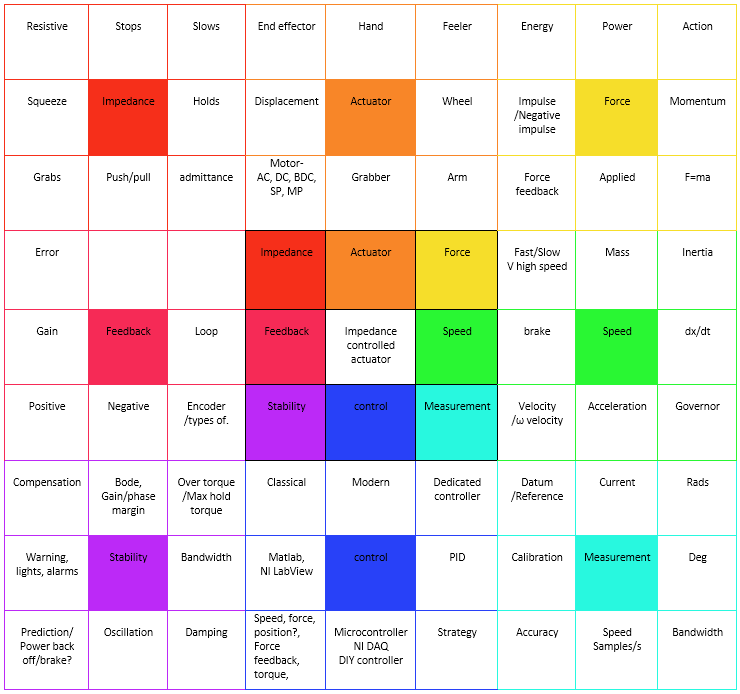 Resistive
Stops
Slows
End effector
Hand
Feeler
Energy
Power
Action
Squeeze
Impedance
Holds
Displacement
Actuator
Wheel
Impulse
/Negative
impulse
Force
Momentum
Grabs
Push/pull
admittance
Motor-
AC, DC, BDC,
SP, MP
Grabber
Arm
Force
feedback
Applied
F=ma
Error
Impedance
Actuator
Force
Fast/Slow
V high speed
Mass
Inertia
Gain
Feedback
Loop
Feedback
Impedance
controlled
actuator
Speed
brake
Speed
dx/dt
Positive
Negative
Encoder
/types of.
Stability
control
Measurement
Velocity
/ω velocity
Acceleration
Governor
Compensation
Bode,
Gain/phase
margin
Over torque
/Max hold
torque
Classical
Modern
Dedicated
controller
Datum
/Reference
Current
Rads
Warning,
lights, alarms
Stability
Bandwidth
Matlab,
NI LabView
control
PID
Calibration
Measurement
Deg
Prediction/
Power back
off/brake?
Oscillation
Damping
Speed, force,
position?,
Force
feedback,
torque,
Microcontroller
NI DAQ
DIY controller
Strategy
Accuracy
Speed
Samples/s
Bandwidth